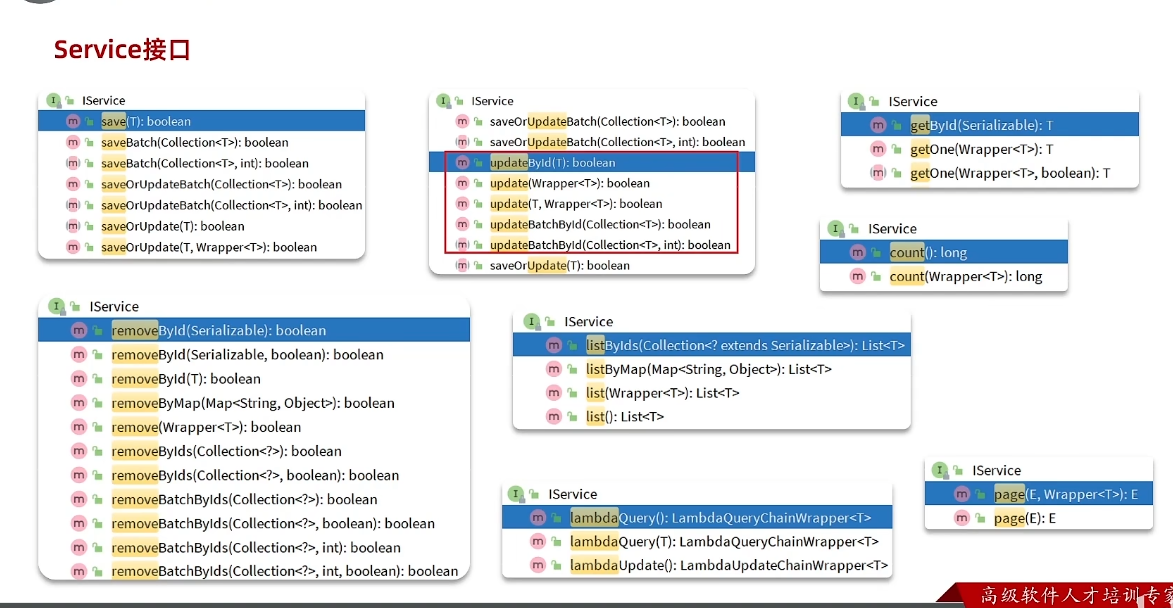 Service接口
IService
save(T): boolean
saveBatch(Collection<T>): boolean
saveBatch(Collection<T>, int): boolean
saveOrUpdateBatch(Collection<T>): boolean
saveOrUpdateBatch(Collection<T>, int): boolean
saveOrUpdate(T): boolean
saveOrUpdate(T, Wrapper<T>): boolean
IService
saveOrUpdateBatch(Collection<T>): boolean
saveOrUpdateBatch(Collection<T>, int): boolean
updateById(T): boolean
update(Wrapper<T>): boolean
update(T, Wrapper<T>): boolean
updateBatchById(Collection<T>): boolean
updateBatchById(Collection<T>, int): boolean
saveOrUpdate(T): boolean
IService
getById(Serializable): T
getOne(Wrapper<T>): T
getOne(Wrapper<T>, boolean): T
IService
count(): long
count(Wrapper<T>): long
IService
removeById(Serializable): boolean
removeById(Serializable, boolean): boolean
removeById(T): boolean
removeByMap(Map<String, Object>): boolean
remove(Wrapper<T>): boolean
removeByIds(Collection<?>): boolean
removeByIds(Collection<?>, boolean): boolean
removeBatchByIds(Collection<?>): boolean
removeBatchByIds(Collection<?>, boolean): boolean
removeBatchByIds(Collection<?>, int): boolean
removeBatchByIds(Collection<?>, int, boolean): boolean
IService
listByIds(Collection<? extends Serializable>): List<T>
listByMap(Map<String, Object>): List<T>
list(Wrapper<T>): List<T>
list(): List<T>
IService
lambdaQuery(): LambdaQueryChainWrapper<T>
lambdaQuery(T): LambdaQueryChainWrapper<T>
lambdaUpdate(): LambdaUpdateChainWrapper<T>
IService
page(E, Wrapper<T>): E
page(E): E
高级软件人才培训专家